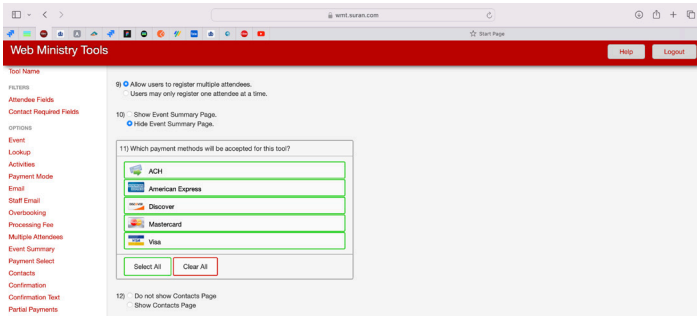 wmt.suran.com
Start Page
Web Ministry Tools
Help
Logout
Tool Name
FILTERS
Attendee Fields
Contact Required Fields
OPTIONS
Event
Lookup
Activities
Payment Mode
Email
Staff Email
Overbooking
Processing Fee
Multiple Attendees
Event Summary
Payment Select
Contacts
Confirmation
Confirmation Text
Partial Payments
9) Allow users to register multiple attendees.
Users may only register one attendee at a time.
10) Show Event Summary Page.
Hide Event Summary Page.
11) Which payment methods will be accepted for this tool?
ACH
American Express
Discover
Mastercard
Visa
Select All
Clear All
12) Do not show Contacts Page
Show Contacts Page